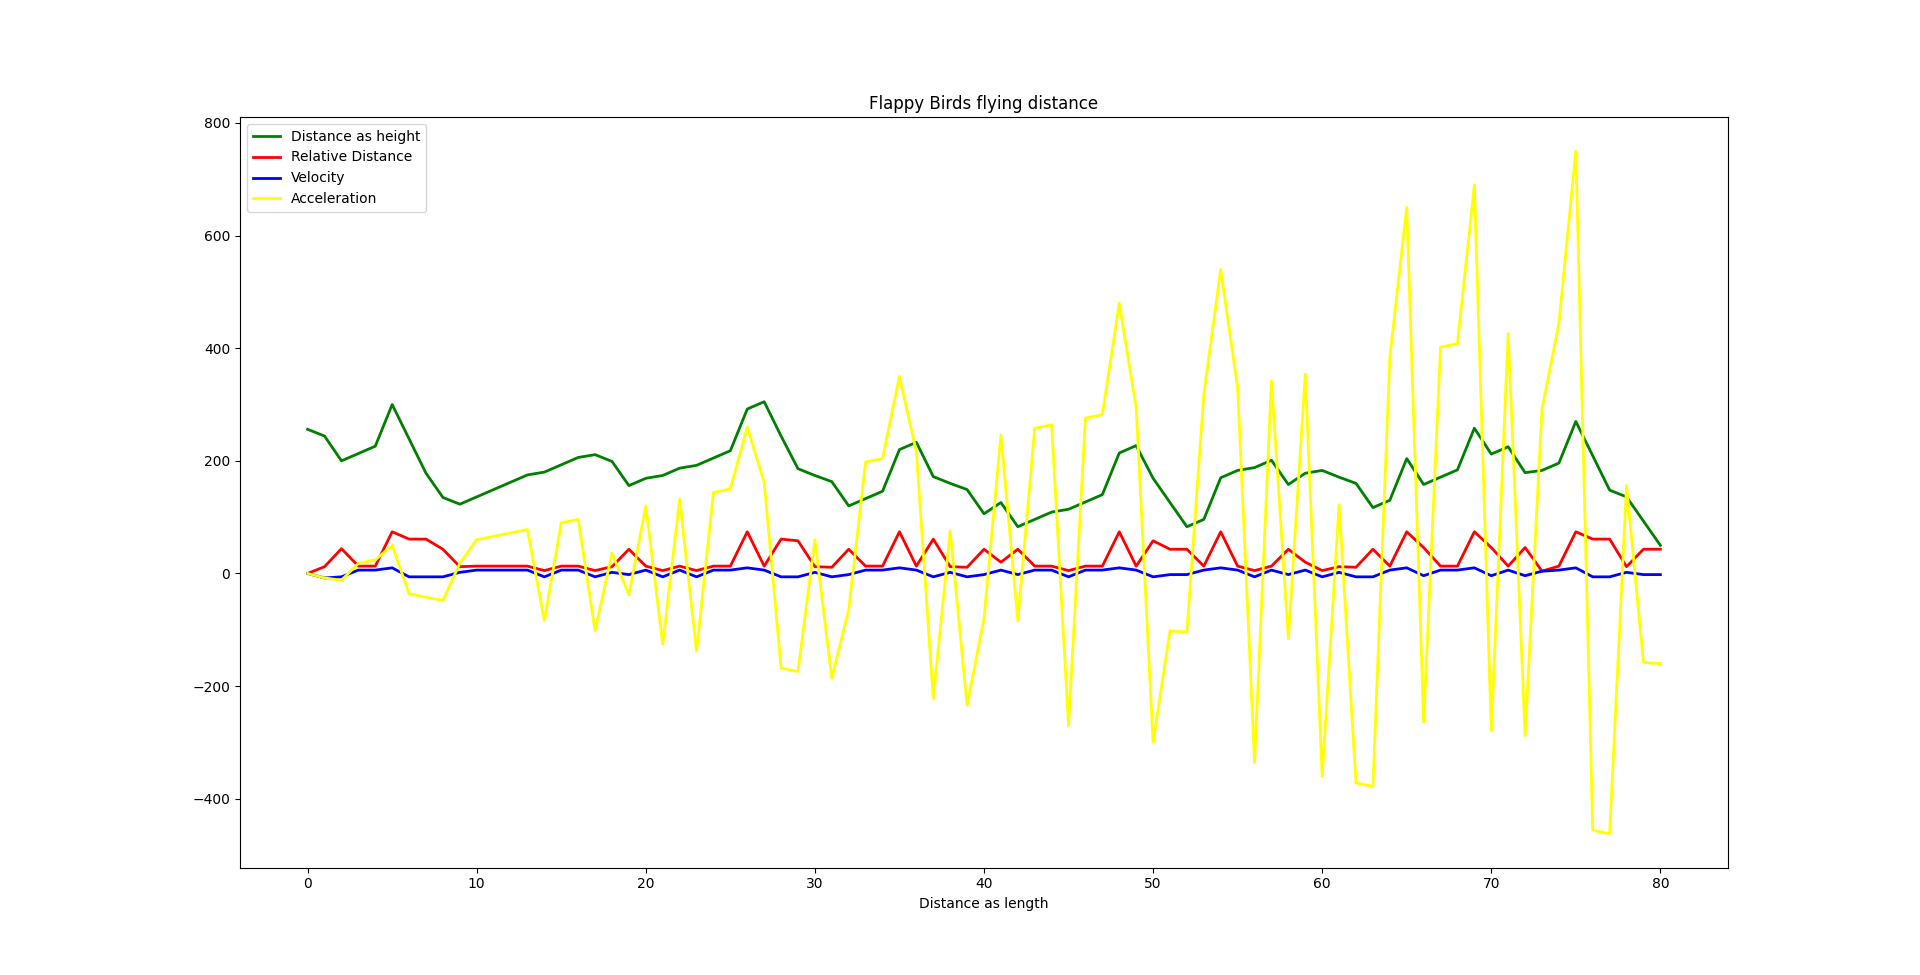 Flappy Birds flying distance
800
600
400
200
0
−200
−400
Distance as height
Relative Distance
Velocity
Acceleration
0 10 20 30 40 50 60 70 80
Distance as length